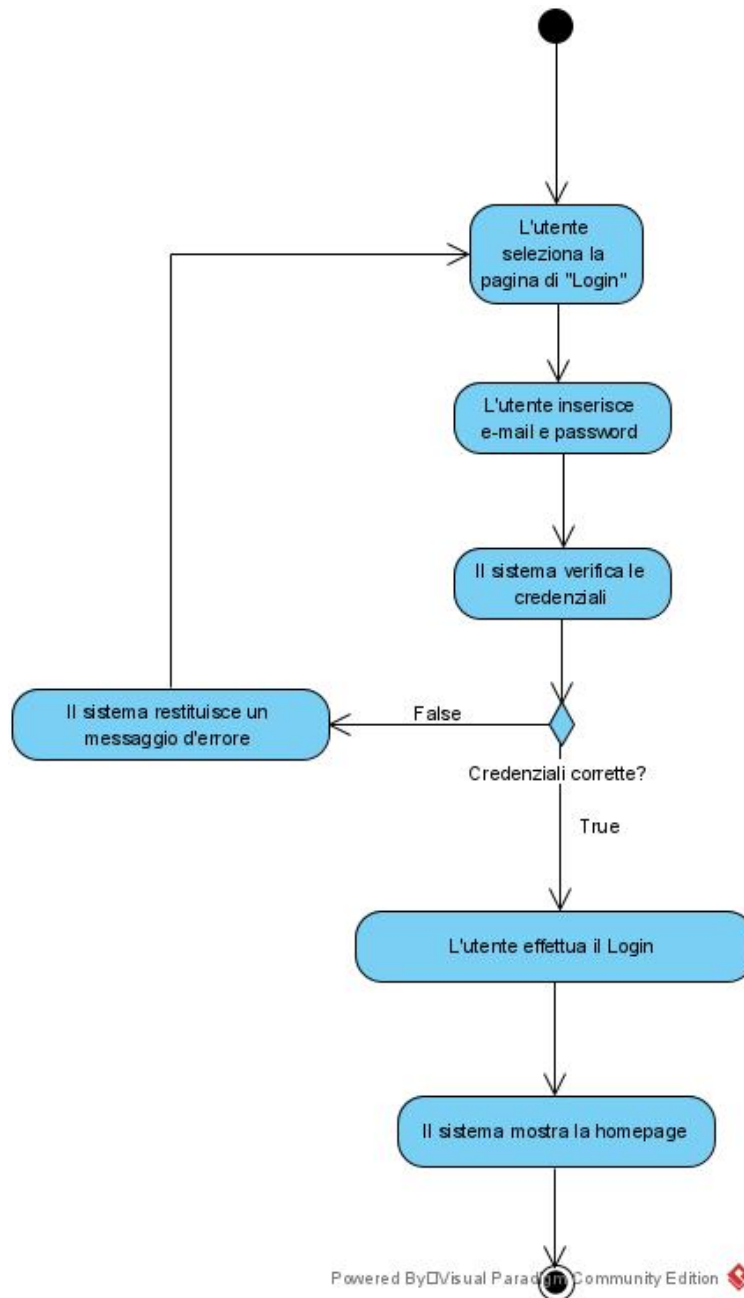 L'utente
seleziona la
pagina di "Login"
L'utente inserisce
e-mail e password
Il sistema verifica le
credenziali
Il sistema restituisce un
messaggio d'errore
False
Credenziali corrette?
True
L'utente effettua il Login
Il sistema mostra la homepage
Powered By□Visual Paradigm Community Edition